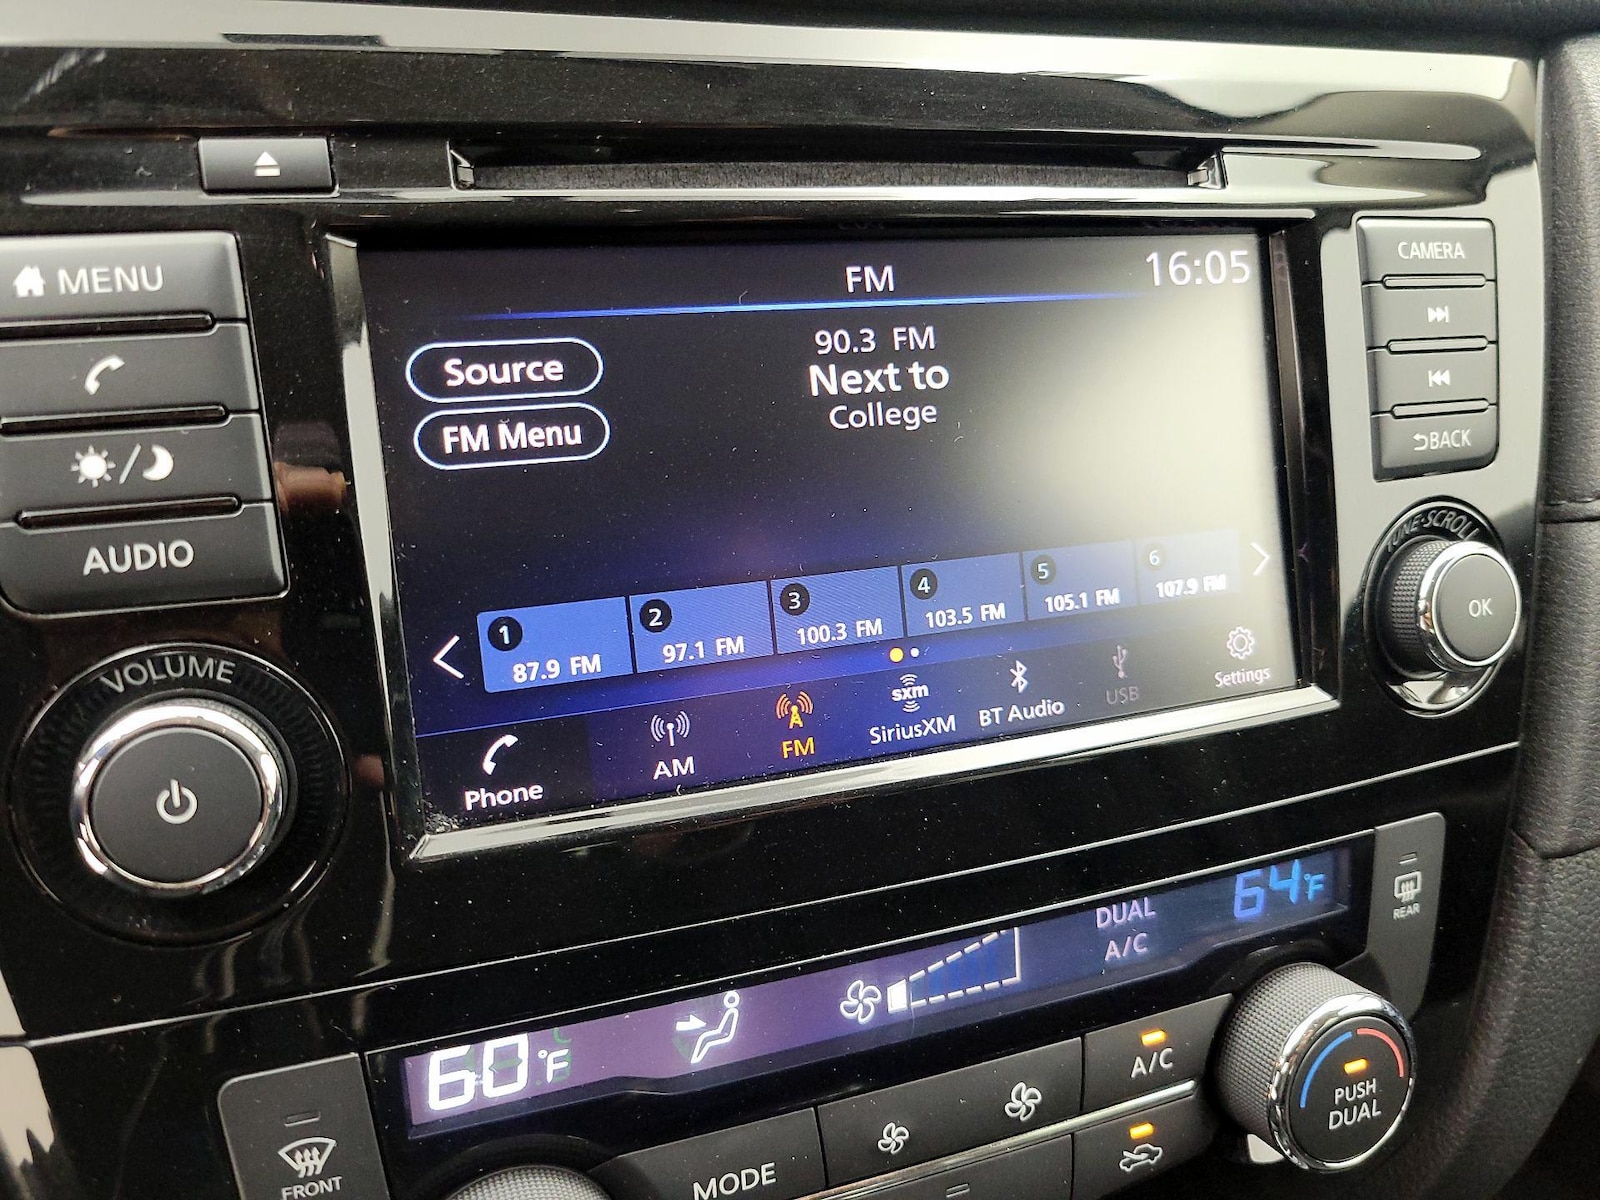 MENU
AUDIO
VOLUME
FM
16:05
Source
FM Menu
90.3 FM
Next to
College
1
87.9 FM
2
97.1 FM
3
100.3 FM
4
103.5 FM
5
105.1 FM
6
107.9 FM
Phone
AM
FM
sxm
SiriusXM
BT Audio
USB
Settings
CAMERA
BACK
TUNE·SCROLL
OK
60°F
DUAL
A/C
64°F
REAR
FRONT
MODE
A/C
PUSH
DUAL